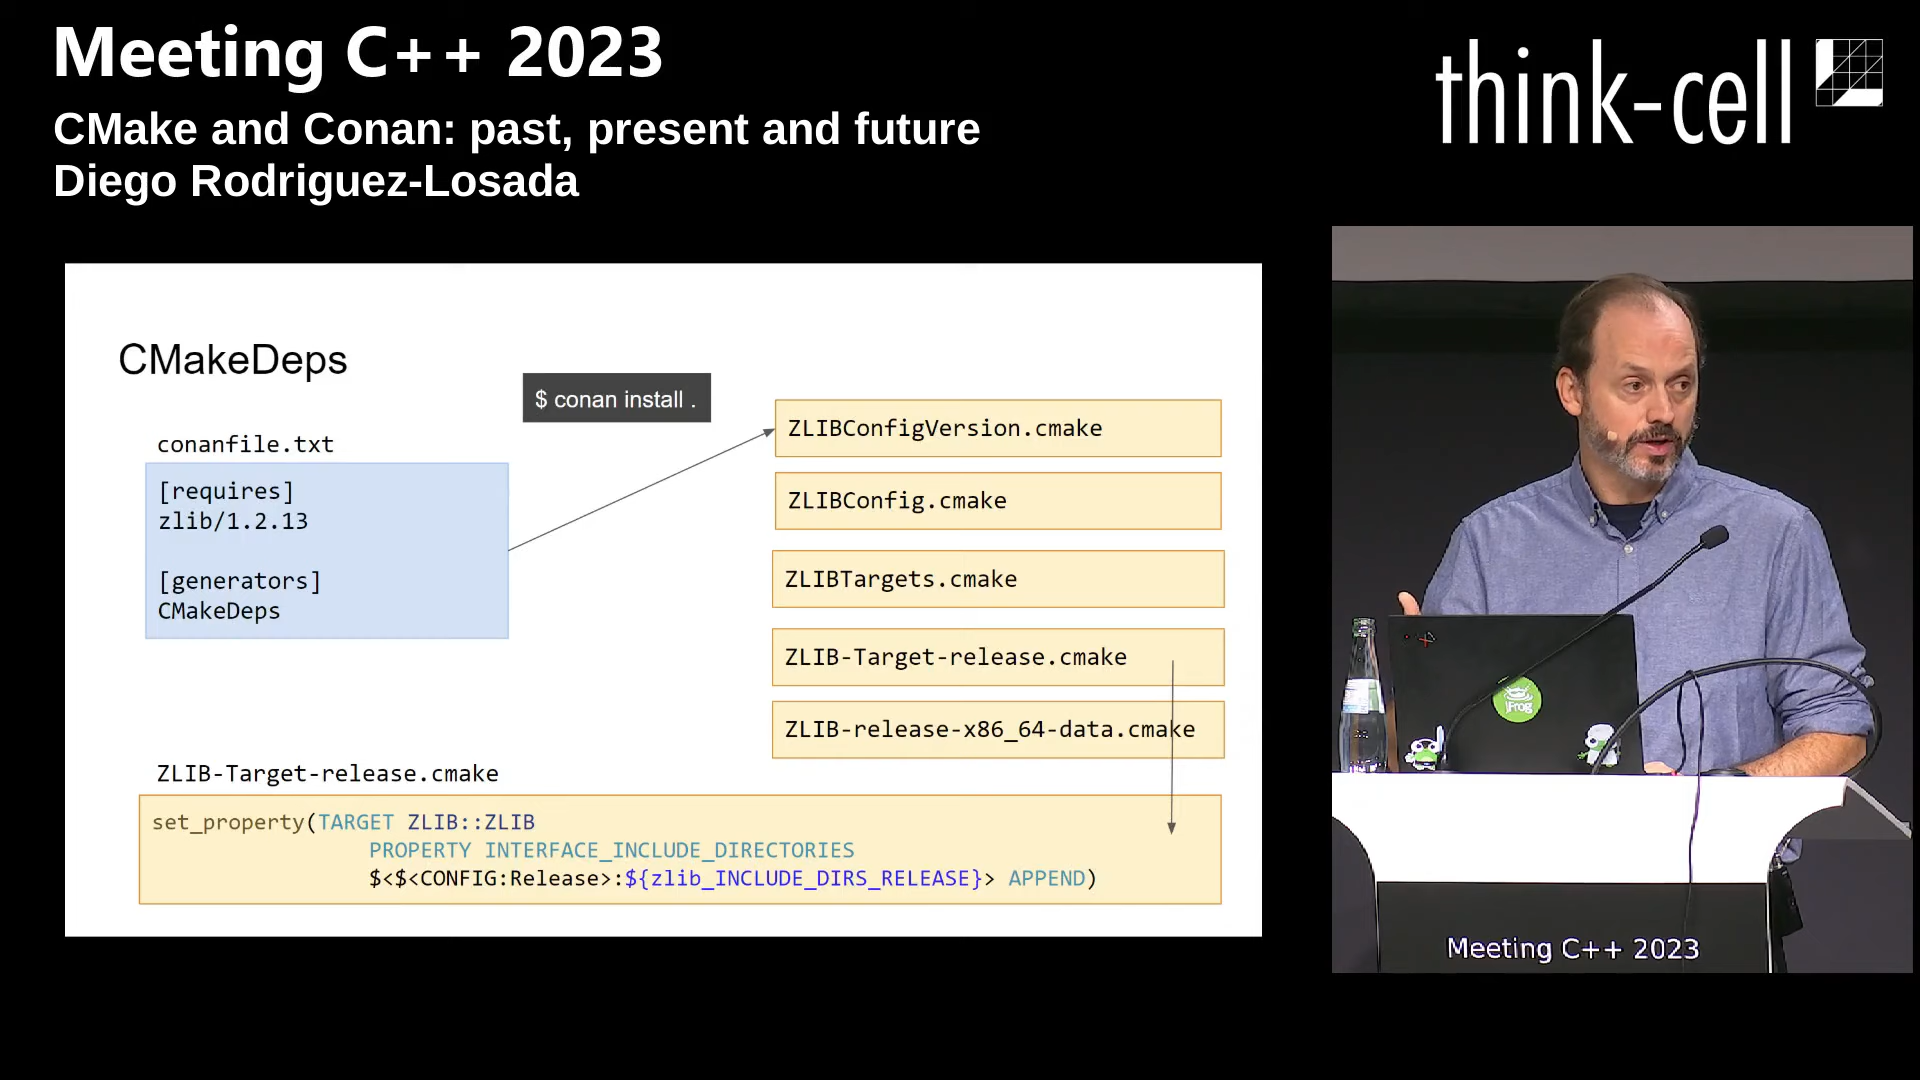 Meeting C++ 2023
CMake and Conan: past, present and future
Diego Rodriguez-Losada
think-cell
CMakeDeps
$ conan install .
conanfile.txt
[requires]
zlib/1.2.13
[generators]
CMakeDeps
ZLIBConfigVersion.cmake
ZLIBConfig.cmake
ZLIBTargets.cmake
ZLIB-Target-release.cmake
ZLIB-release-x86_64-data.cmake
ZLIB-Target-release.cmake
set_property(TARGET ZLIB::ZLIB
PROPERTY INTERFACE_INCLUDE_DIRECTORIES
$<$<CONFIG:Release>:${zlib_INCLUDE_DIRS_RELEASE}> APPEND)
jFrog
Meeting C++ 2023